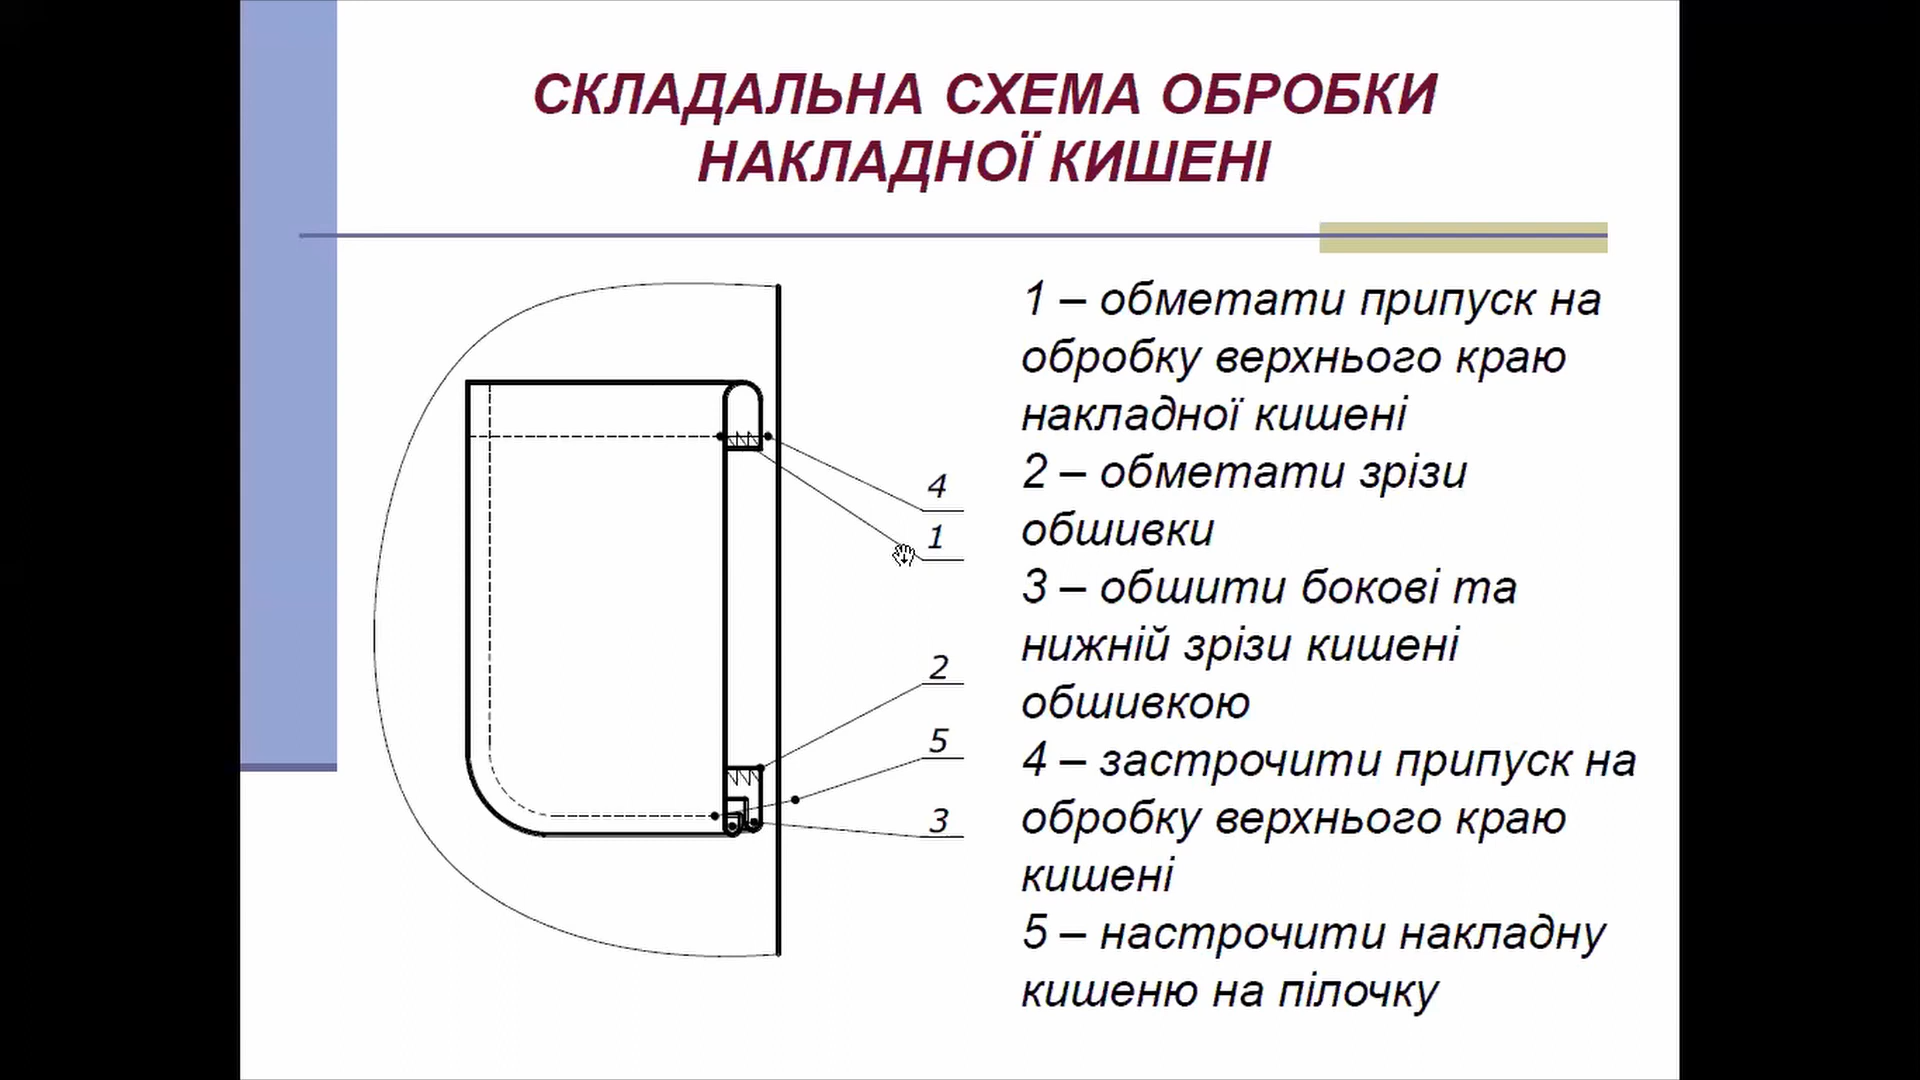 СКЛАДАЛЬНА СХЕМА ОБРОБКИ
НАКЛАДНОЇ КИШЕНІ
4
1
2
5
3
1 – обметати припуск на
обробку верхнього краю
накладної кишені
2 – обметати зрізи
обшивки
3 – обшити бокові та
нижній зрізи кишені
обшивкою
4 – застрочити припуск на
обробку верхнього краю
кишені
5 – настрочити накладну
кишеню на пілочку